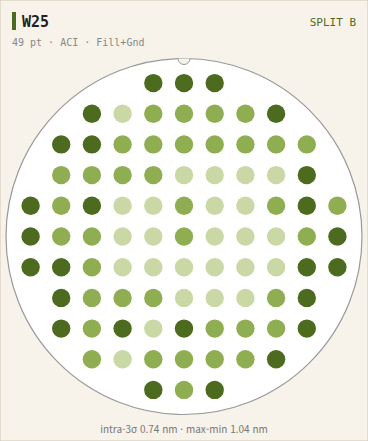 W25
SPLIT B
49 pt · ACI · Fill+Gnd
intra-3σ 0.74 nm · max-min 1.04 nm